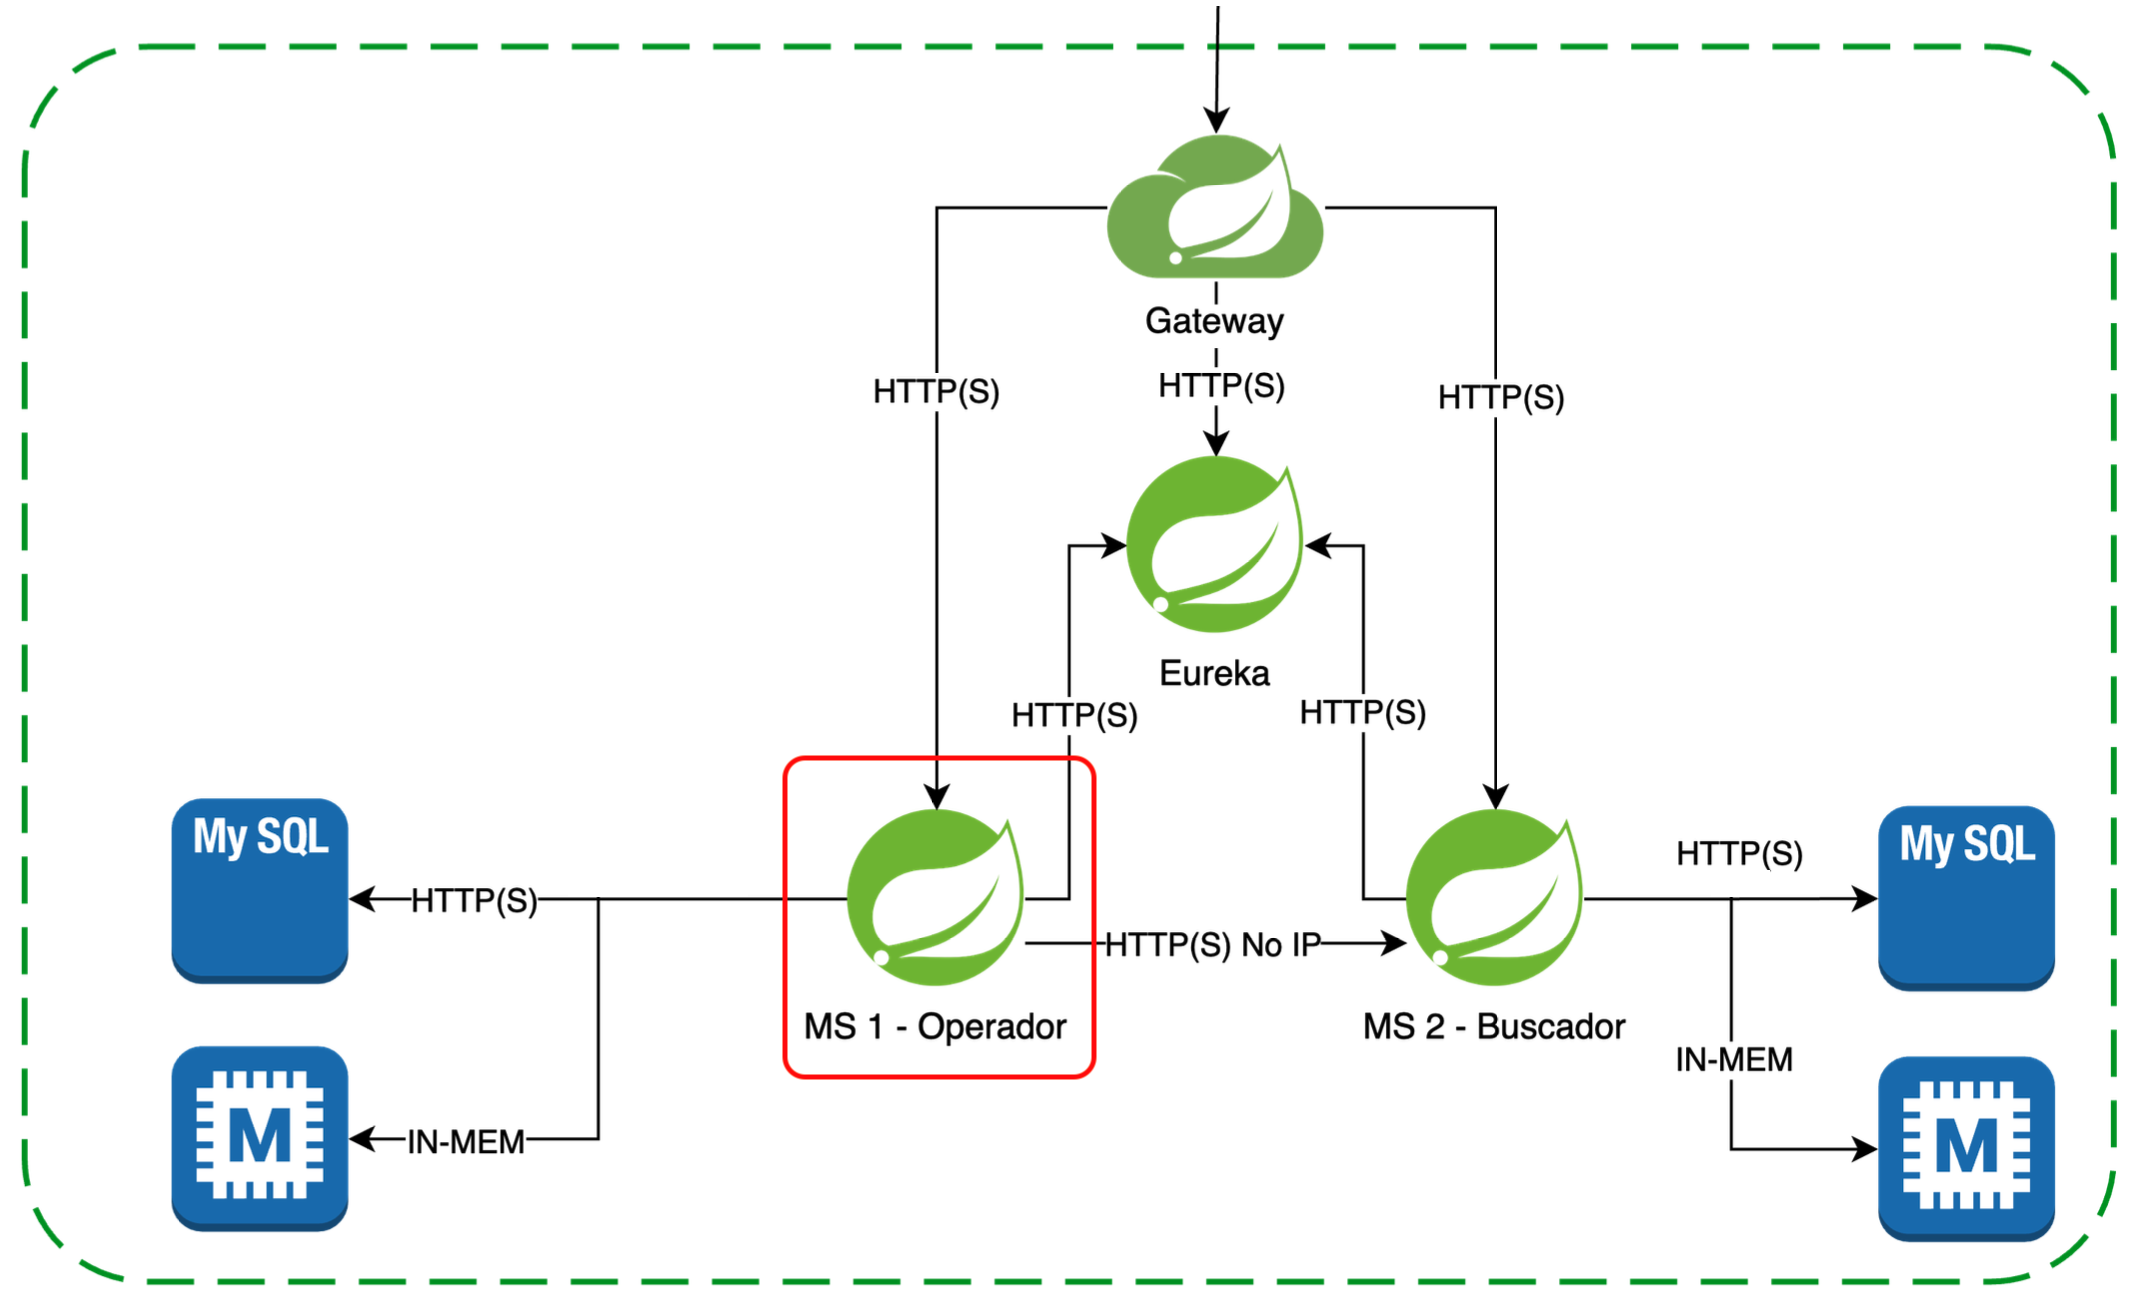 Gateway
HTTP(S)
HTTP(S)
HTTP(S)
Eureka
HTTP(S)
HTTP(S)
My SQL
My SQL
HTTP(S)
HTTP(S)
HTTP(S) No IP
MS 1 - Operador
MS 2 - Buscador
IN-MEM
M
IN-MEM
M